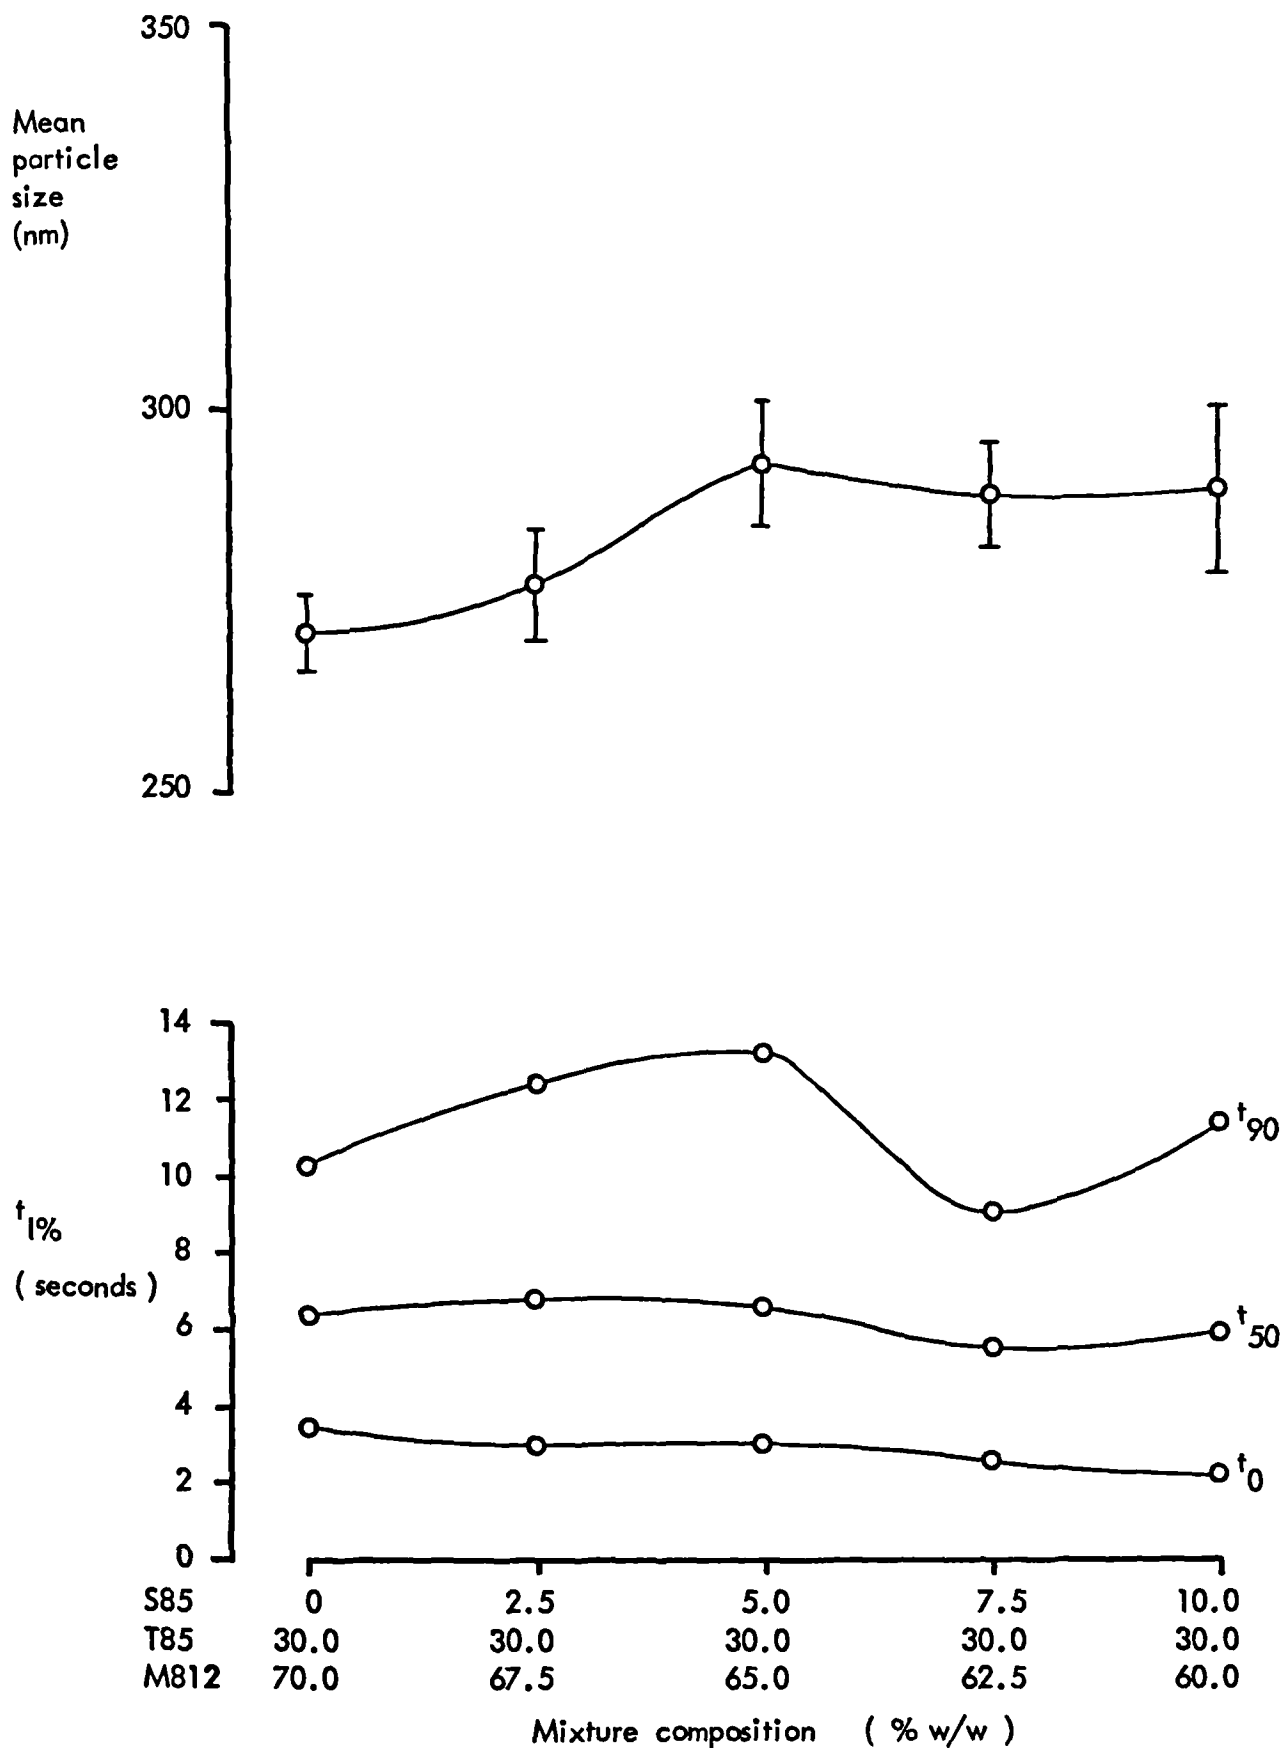 350
Mean
particle
size
(nm)
300
250
14
12
10
t l%
8
( seconds )
6
4
2
0
t90
t50
t0
S85 0 2.5 5.0 7.5 10.0
T85 30.0 30.0 30.0 30.0 30.0
M812 70.0 67.5 65.0 62.5 60.0
Mixture composition ( % w/w )